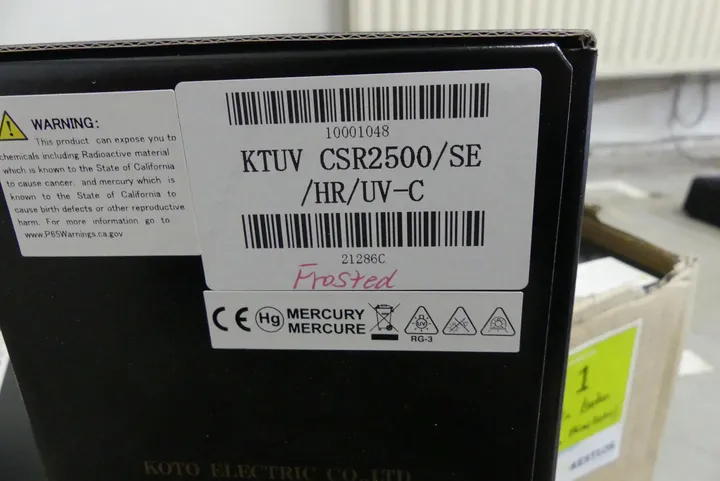 WARNING:
This product can expose you to
chemicals including Radioactive material
which is known to the State of California
to cause cancer, and mercury which is
known to the State of California to
cause birth defects or other reproductive
harm. For more information go to
www.P65Warnings.ca.gov
10001048
KTUV CSR2500/SE
/HR/UV-C
21286C
Frosted
CE Hg MERCURY
MERCURE
UV
RG-3
KOTO ELECTRIC CO.,LTD
1